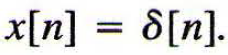 x[n] = δ[n].